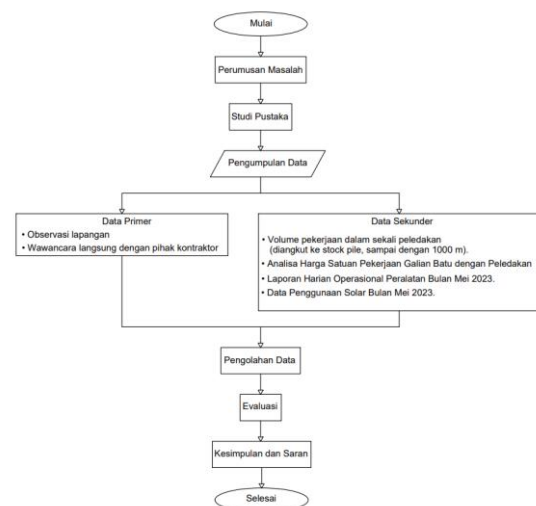 Mulai
Perumusan Masalah
Studi Pustaka
Pengumpulan Data
Data Primer
• Observasi lapangan
• Wawancara langsung dengan pihak kontraktor
Data Sekunder
• Volume pekerjaan dalam sekali peledakan
(diangkut ke stock pile, sampai dengan 1000 m).
• Analisa Harga Satuan Pekerjaan Galian Batu dengan Peledakan
• Laporan Harian Operasional Peralatan Bulan Mei 2023.
• Data Penggunaan Solar Bulan Mei 2023.
Pengolahan Data
Evaluasi
Kesimpulan dan Saran
Selesai